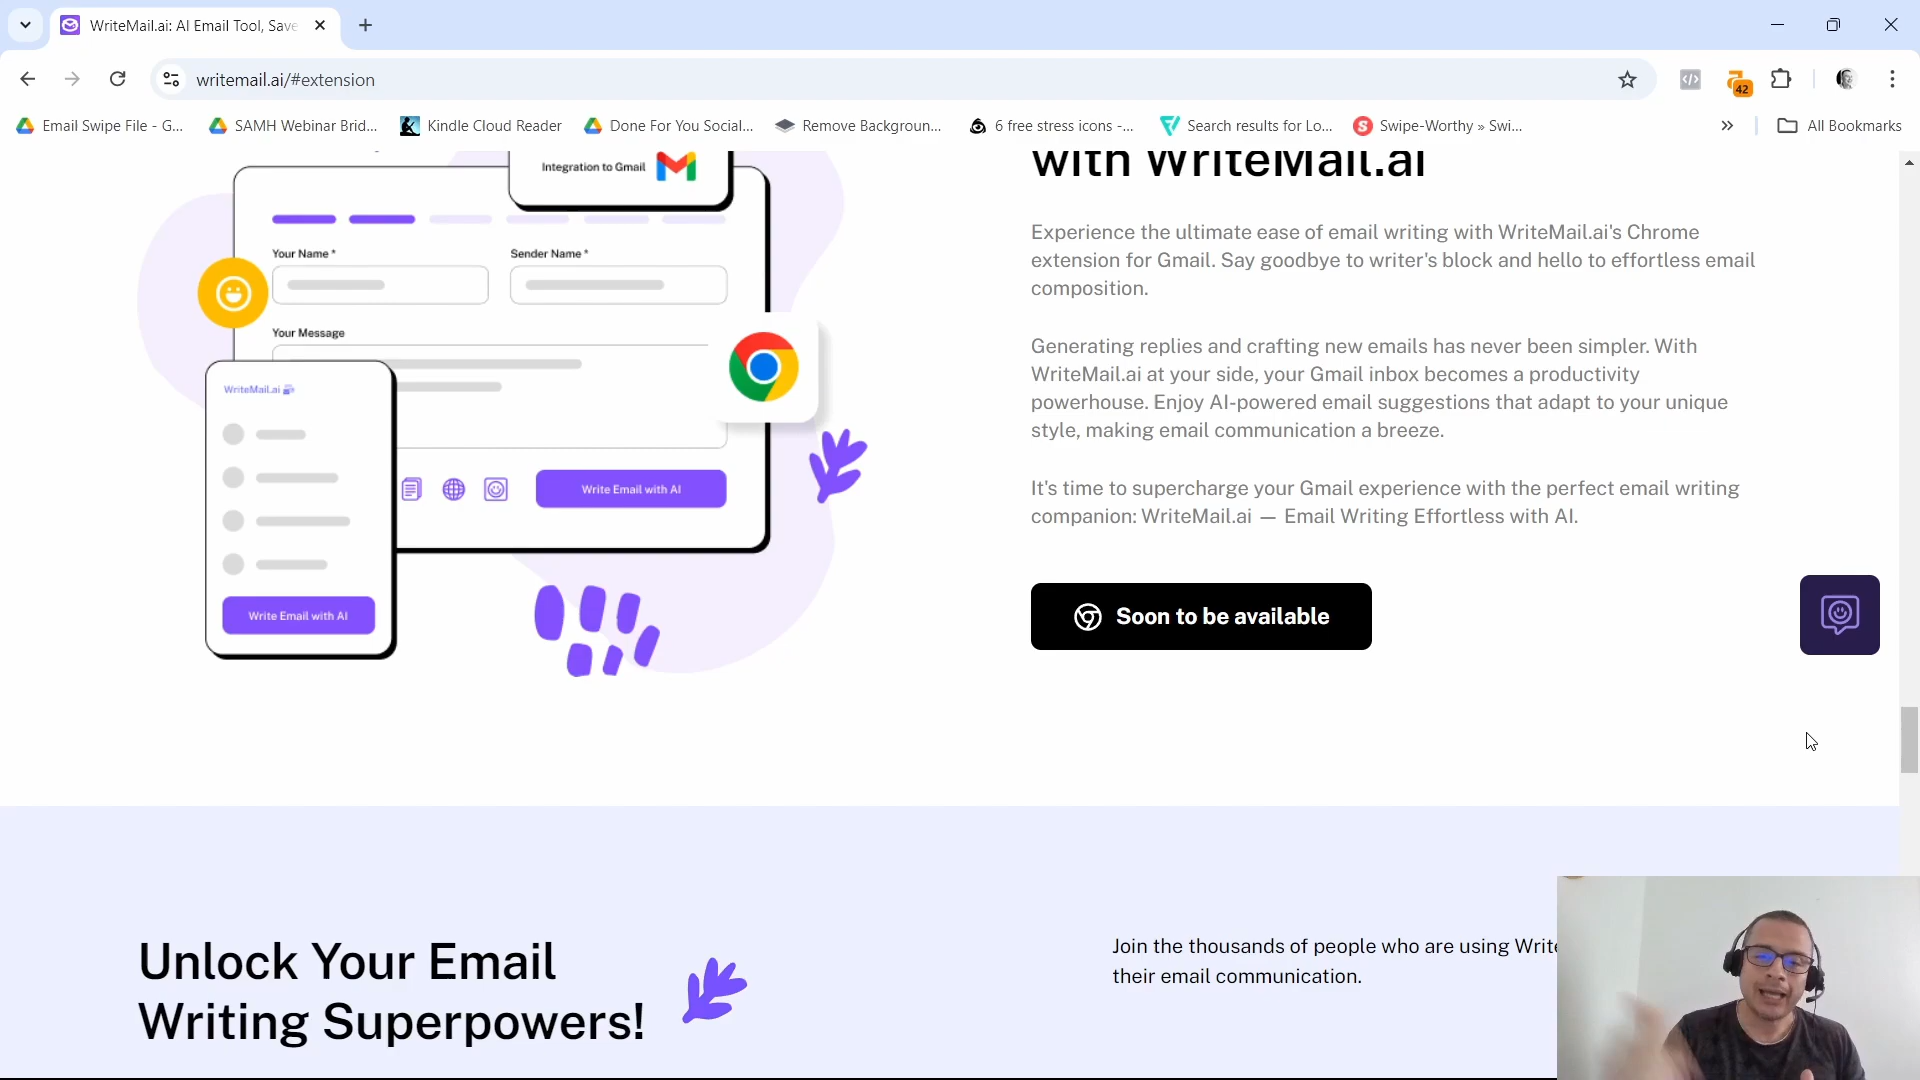 WriteMail.ai: AI Email Tool, Save
writemail.ai/#extension
42
Email Swipe File - G...
SAMH Webinar Brid...
Kindle Cloud Reader
Done For You Social...
Remove Backgroun...
6 free stress icons -...
Search results for Lo...
Swipe-Worthy » Swi...
All Bookmarks
Integration to Gmail
Your Name *
Sender Name *
Your Message
WriteMail.ai
Write Email with AI
Write Email with AI
with WriteMail.ai
Experience the ultimate ease of email writing with WriteMail.ai's Chrome
extension for Gmail. Say goodbye to writer's block and hello to effortless email
composition.
Generating replies and crafting new emails has never been simpler. With
WriteMail.ai at your side, your Gmail inbox becomes a productivity
powerhouse. Enjoy AI-powered email suggestions that adapt to your unique
style, making email communication a breeze.
It's time to supercharge your Gmail experience with the perfect email writing
companion: WriteMail.ai — Email Writing Effortless with AI.
Soon to be available
Unlock Your Email
Writing Superpowers!
Join the thousands of people who are using Write
their email communication.